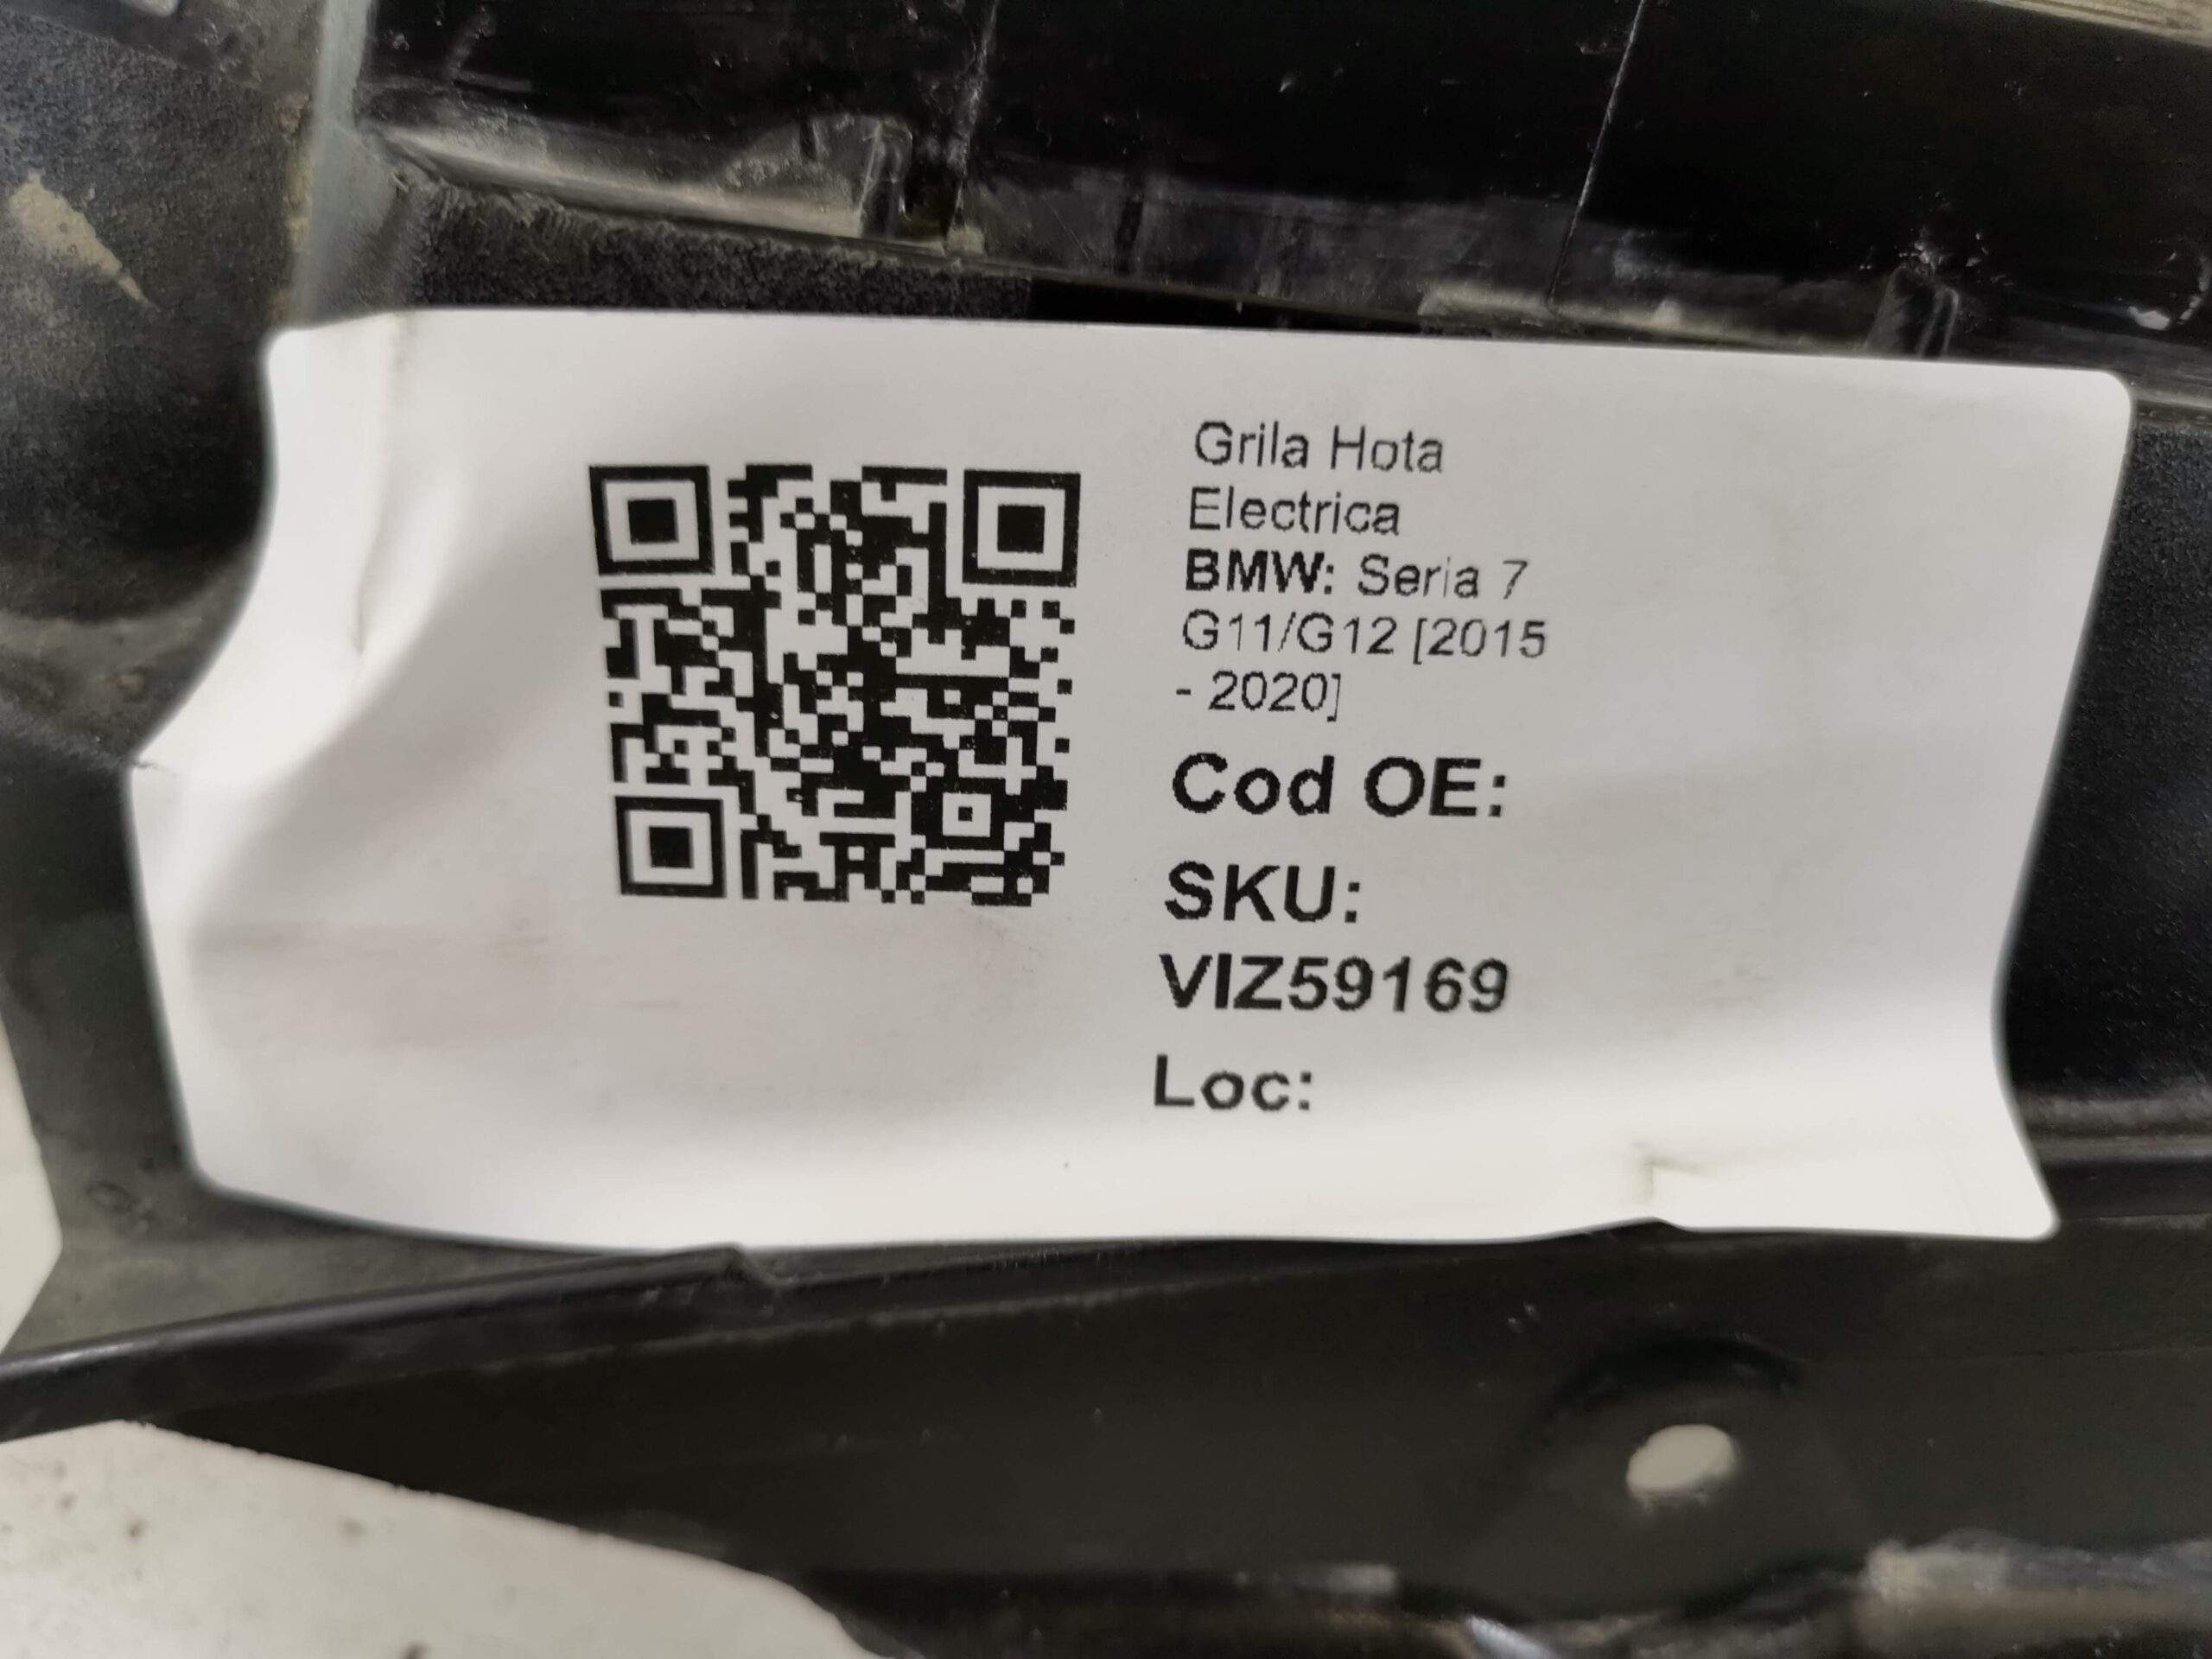 Grila Hota
Electrica
BMW: Seria 7
G11/G12 [2015
- 2020]
Cod OE:
SKU:
VIZ59169
Loc: